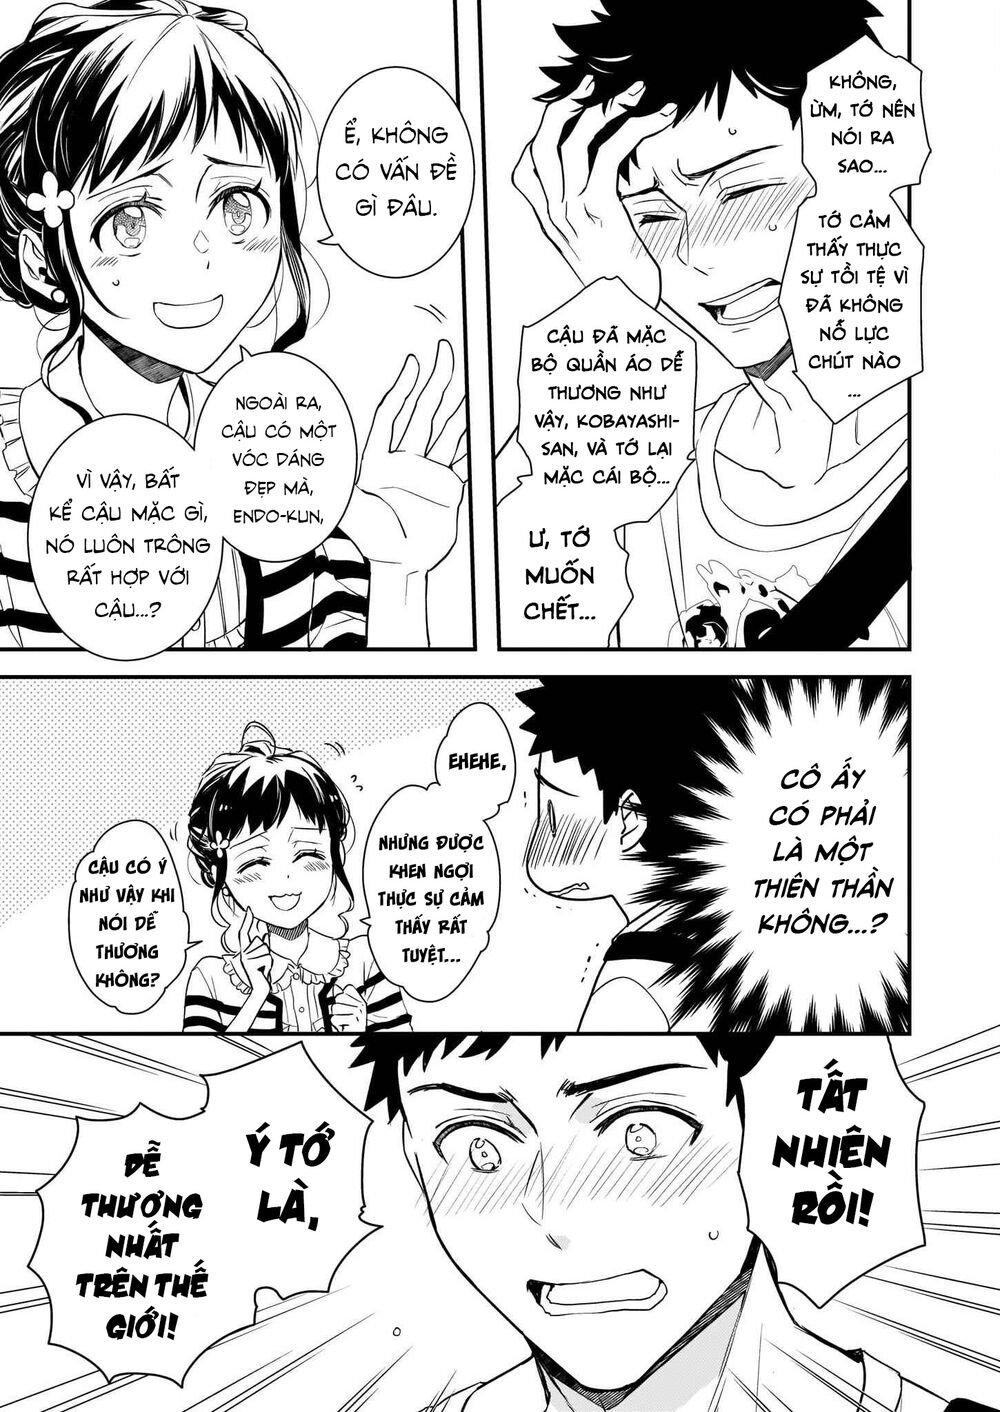 KHÔNG,
ỪM, TỚ NÊN
NÓI RA
SAO...
TỚ CẢM
THẤY THỰC
SỰ TỒI TỆ VÌ
ĐÃ KHÔNG
NỖ LỰC
CHÚT NÀO
...
CẬU ĐÃ MẶC
BỘ QUẦN ÁO DỄ
THƯƠNG NHƯ
VẬY, KOBAYASHI-
SAN, VÀ TỚ LẠI
MẶC CÁI BỘ...
Ư, TỚ
MUỐN
CHẾT...
Ể, KHÔNG
CÓ VẤN ĐỀ
GÌ ĐÂU.
NGOÀI RA,
CẬU CÓ MỘT
VÓC DÁNG
ĐẸP MÀ,
ENDO-KUN,
VÌ VẬY, BẤT
KỂ CẬU MẶC GÌ,
NÓ LUÔN TRÔNG
RẤT HỢP VỚI
CẬU...?
CÔ ẤY
CÓ PHẢI
LÀ MỘT
THIÊN THẦN
KHÔNG...?
EHEHE,
NHƯNG ĐƯỢC
KHEN NGỢI
THỰC SỰ CẢM
THẤY RẤT
TUYỆT...
CẬU CÓ Ý
NHƯ VẬY KHI
NÓI DỄ
THƯƠNG
KHÔNG?
TẤT
NHIÊN
RỒI!
Ý TỚ
LÀ,
DỄ
THƯƠNG
NHẤT
TRÊN THẾ
GIỚI!